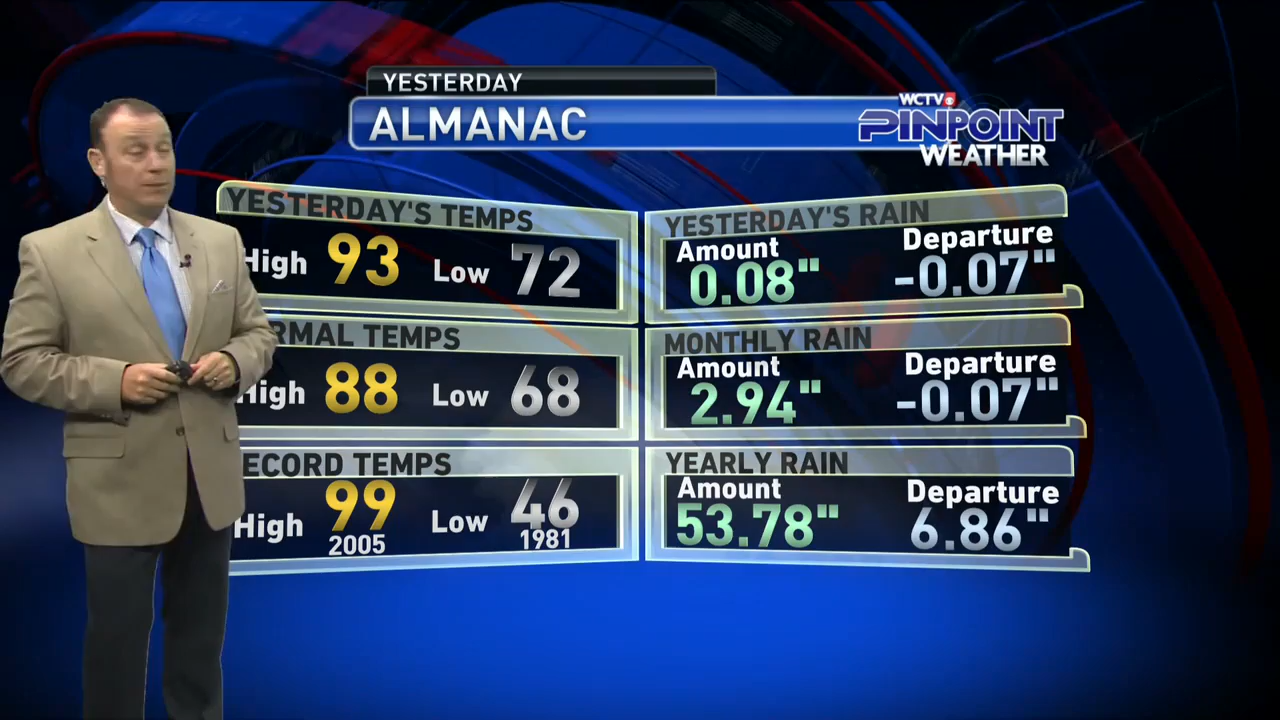 YESTERDAY
ALMANAC
WCTV
PINPOINT
WEATHER
YESTERDAY'S TEMPS
High 93 Low 72
RMAL TEMPS
High 88 Low 68
ECORD TEMPS
High 99 Low 46
2005 1981
YESTERDAY'S RAIN
Amount Departure
0.08" -0.07"
MONTHLY RAIN
Amount Departure
2.94" -0.07"
YEARLY RAIN
Amount Departure
53.78" 6.86"